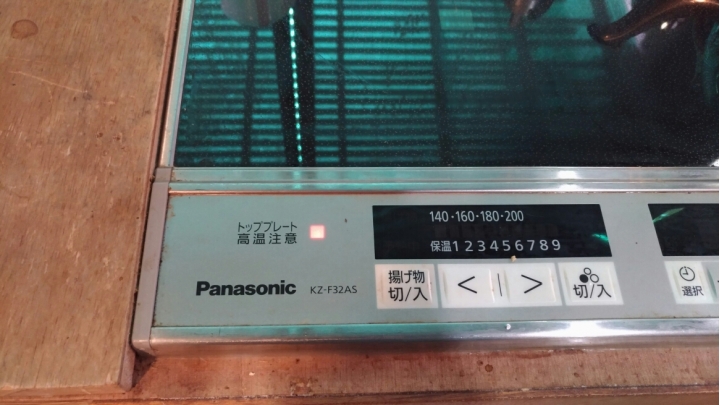 140・160・180・200
トッププレート
高温注意
保温1 2 3 4 5 6 7 8 9
Panasonic KZ-F32AS
揚げ物
切/入
< | >
切/入
選択